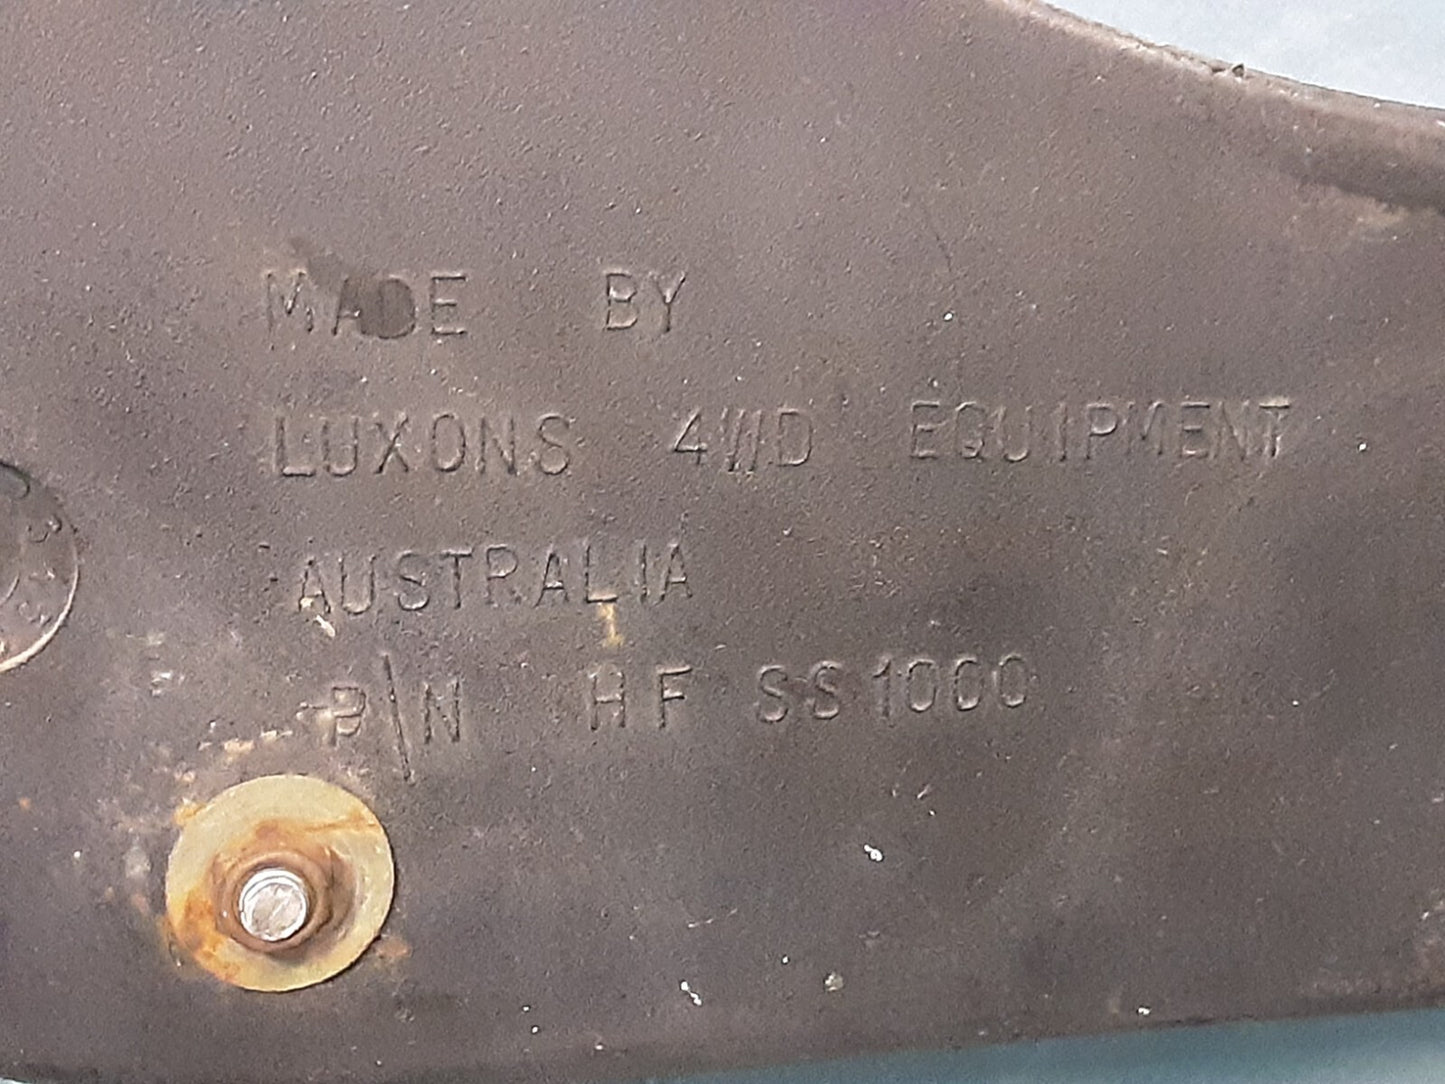 MADE BY
LUXONS 4WD EQUIPMENT
AUSTRALIA
P\N HF SS1000